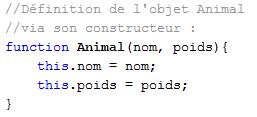 //Définition de l'objet Animal
//via son constructeur :
function Animal(nom, poids){
    this.nom = nom;
    this.poids = poids;
}